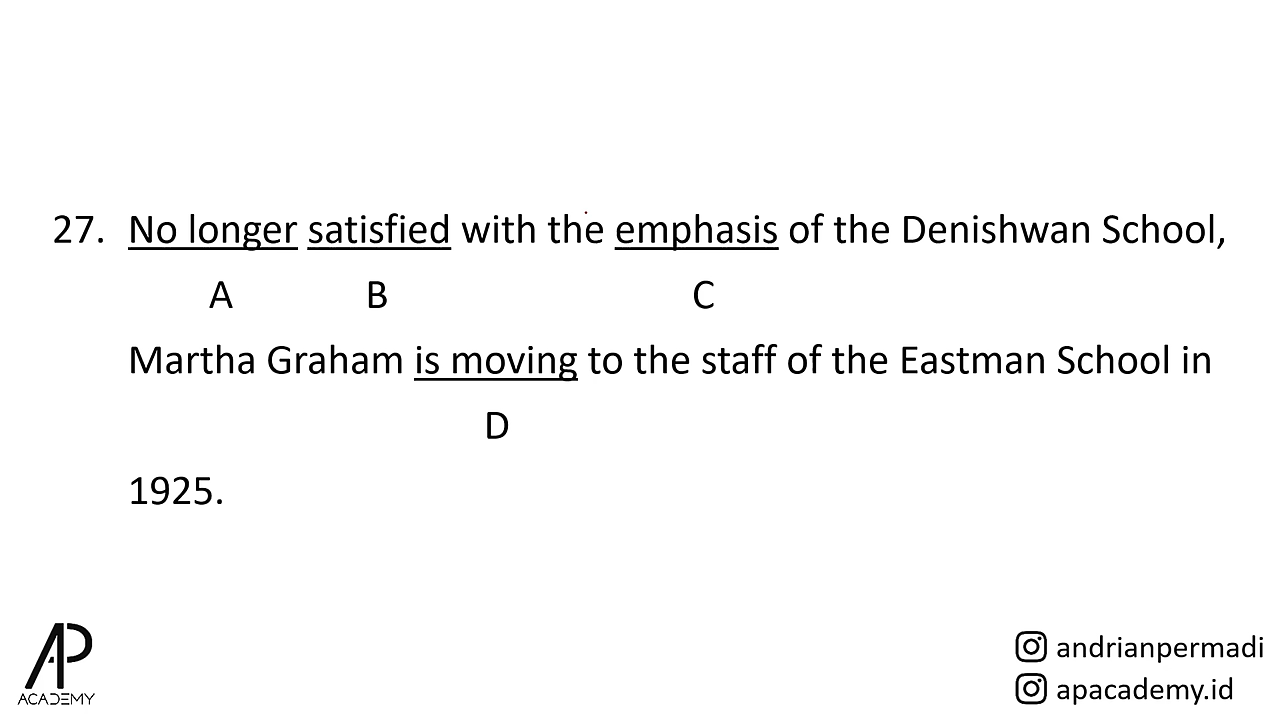 27. No longer satisfied with the emphasis of the Denishwan School,
A B C
Martha Graham is moving to the staff of the Eastman School in
D
1925.
AP
ACADEMY
andrianpermadi
apacademy.id